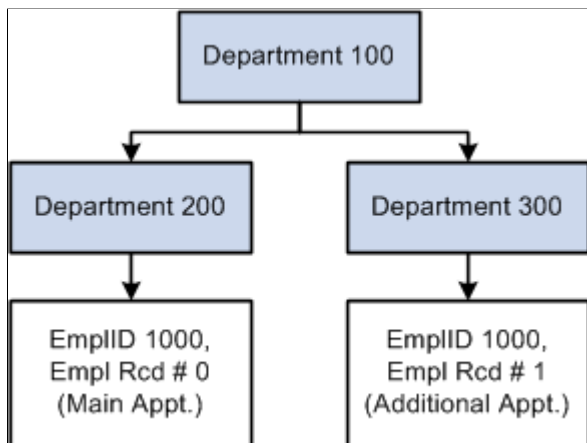 Department 100
Department 200
Department 300
EmplID 1000,
Empl Rcd # 0
(Main Appt.)
EmplID 1000,
Empl Rcd # 1
(Additional Appt.)